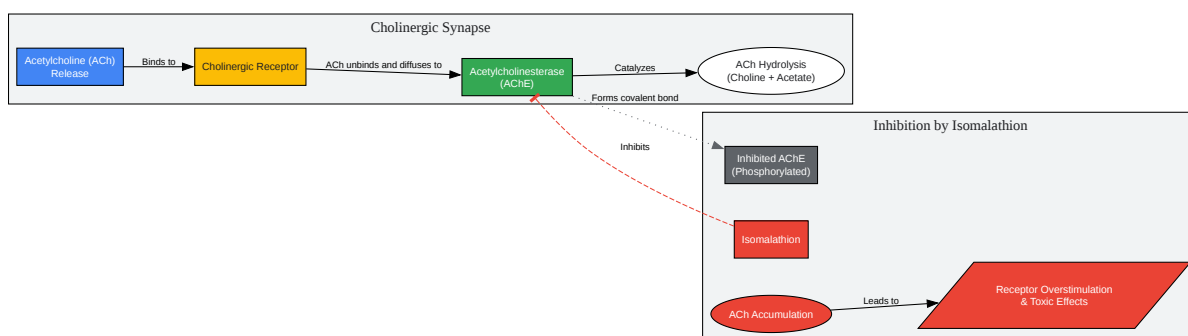 Cholinergic Synapse
Acetylcholine (ACh)
Release
Binds to
Cholinergic Receptor
ACh unbinds and diffuses to
Acetylcholinesterase
(AChE)
Catalyzes
ACh Hydrolysis
(Choline + Acetate)
Forms covalent bond
Inhibits
Inhibition by Isomalathion
Inhibited AChE
(Phosphorylated)
Isomalathion
ACh Accumulation
Leads to
Receptor Overstimulation
& Toxic Effects